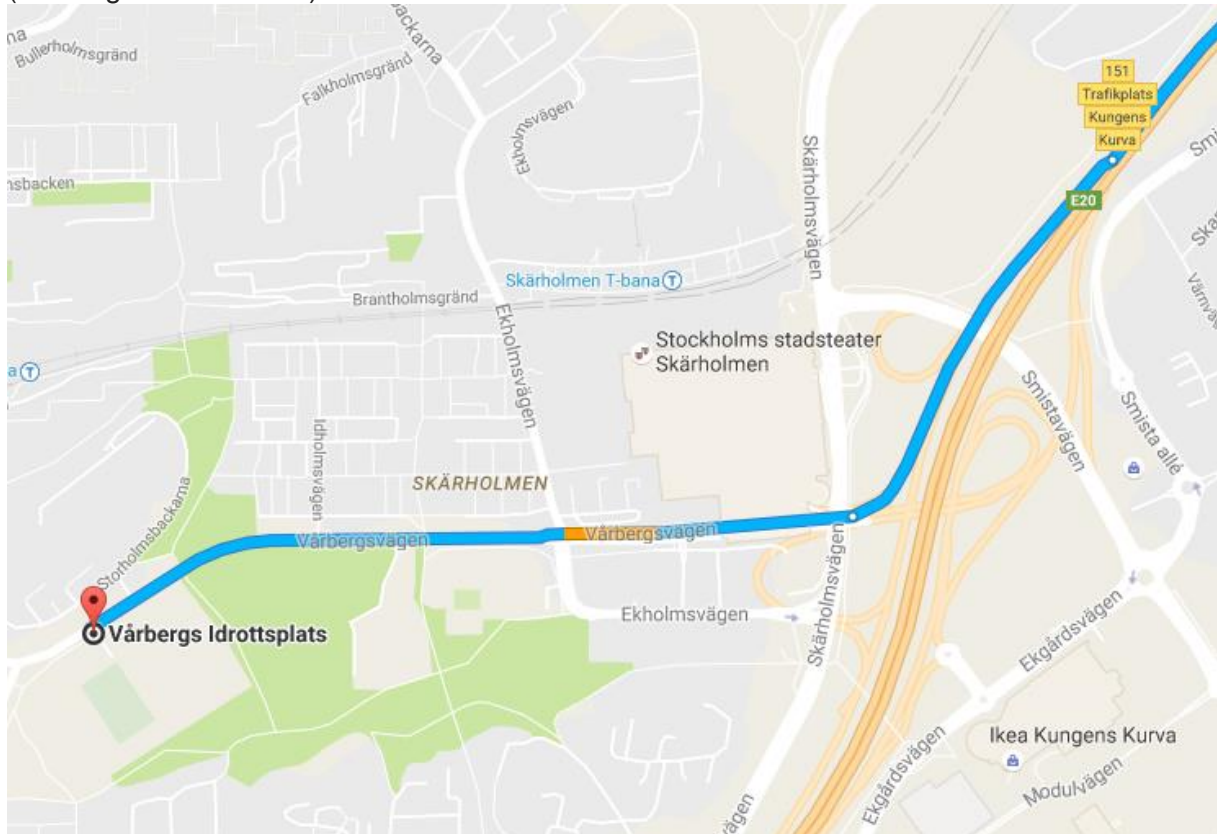 backarna
Bullerholmsgränd
Falkholmsgränd
Ekholmsvägen
nsbacken
Skärholmsvägen
151
Trafikplats
Kungens
Kurva
E20
Skärholmen T-bana
T
Brantholmsgränd
Ekholmsvägen
Stockholms stadsteater
Skärholmen
a
T
Idholmsvägen
SKÄRHOLMEN
Smistavägen
Smista allé
Storholmsbackarna
Vårbergsvägen
Vårbergsvägen
Vårbergs Idrottsplats
Ekholmsvägen
Skärholmsvägen
Ekgårdsvägen
Ikea Kungens Kurva
Ekgårdsvägen
Modulvägen
vägen